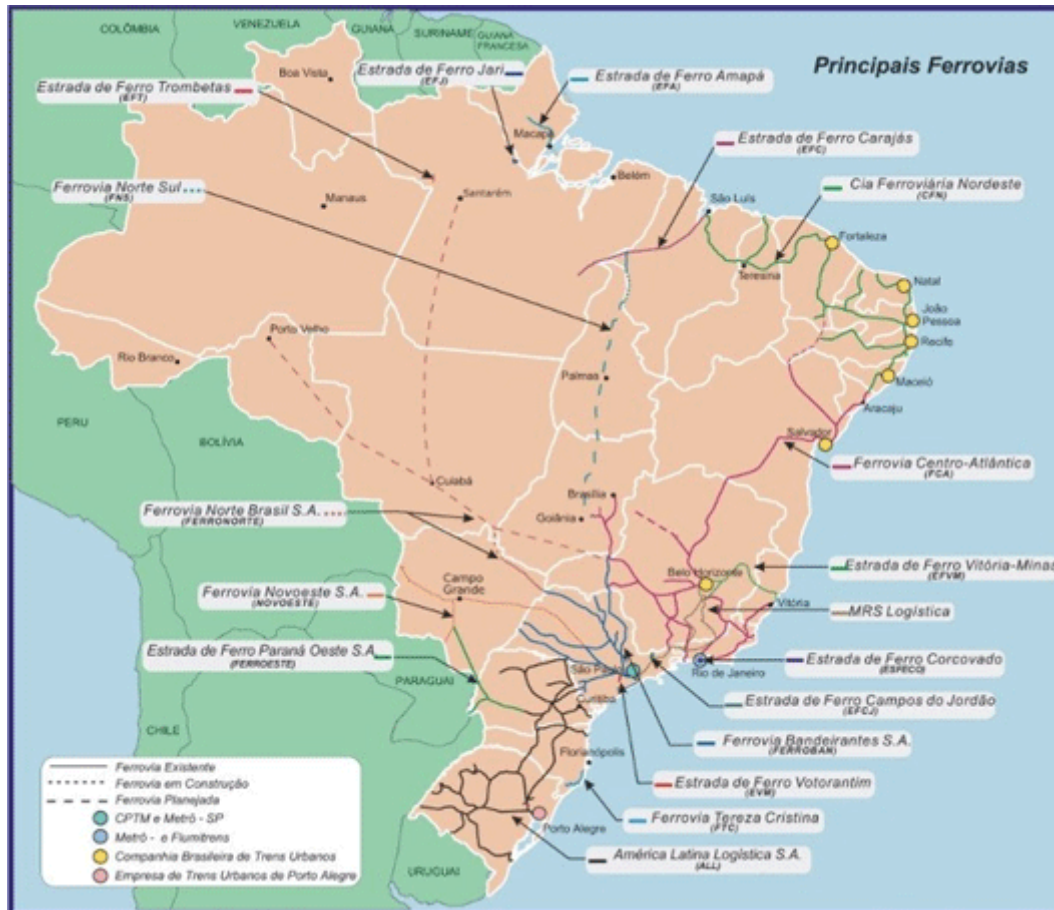 COLÔMBIA
VENEZUELA
GUIANA
SURINAME
GUIANA
FRANCESA
Principais Ferrovias
Boa Vista
Estrada de Ferro Jari
(EFJ)
Estrada de Ferro Amapá
(EFA)
Estrada de Ferro Trombetas
(EFT)
Macapá
Estrada de Ferro Carajás
(EFC)
Belém
Ferrovia Norte Sul
(FNS)
Santarém
Manaus
Cia Ferroviária Nordeste
(CFN)
São Luís
Fortaleza
Teresina
Natal
João
Pessoa
Porto Velho
Recife
Rio Branco
Palmas
Maceió
Aracaju
PERU
BOLÍVIA
Salvador
Ferrovia Centro-Atlântica
(FCA)
Cuiabá
Brasília
Ferrovia Norte Brasil S.A.
(FERRONORTE)
Goiânia
Belo Horizonte
Estrada de Ferro Vitória-Minas
(EFVM)
Campo
Grande
Ferrovia Novoeste S.A.
(NOVOESTE)
Vitória
MRS Logística
Estrada de Ferro Paraná Oeste S.A.
(FERROESTE)
São Paulo
Estrada de Ferro Corcovado
Rio de Janeiro
PARAGUAI
Curitiba
Estrada de Ferro Campos do Jordão
(EFCJ)
CHILE
Ferrovia Bandeirantes S.A.
(FERROBAN)
Florianópolis
Estrada de Ferro Votorantim
(EVM)
Ferrovia Tereza Cristina
(FTC)
Porto Alegre
América Latina Logística S.A.
(ALL)
URUGUAI
Ferrovia Existente
Ferrovia em Construção
Ferrovia Planejada
CPTM e Metrô - SP
Metrô - e Flumitrens
Companhia Brasileira de Trens Urbanos
Empresa de Trens Urbanos de Porto Alegre